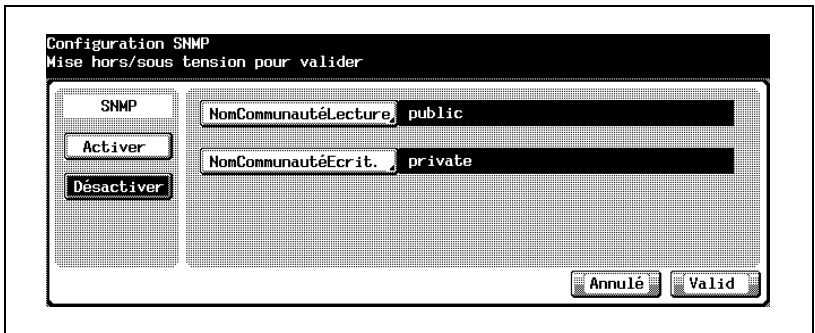 Configuration SNMP
Mise hors/sous tension pour valider
SNMP
Activer
Désactiver
NomCommunautéLecture public
NomCommunautéEcrit. private
Annulé Valid